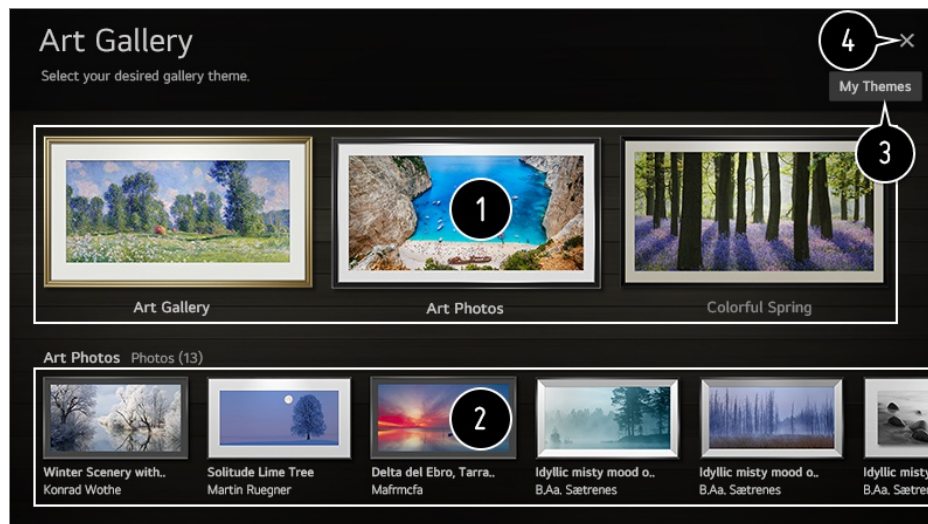 Art Gallery
4
×
Select your desired gallery theme.
My Themes
3
1
Art Gallery
Art Photos
Colorful Spring
Art Photos Photos (13)
2
Winter Scenery with..
Solitude Lime Tree
Delta del Ebro, Tarra..
Idyllic misty mood o..
Idyllic misty mood o..
Idyllic misty
Konrad Wothe
Martin Ruegner
Mafrmcfa
B.Aa. Sætrenes
B.Aa. Sætrenes
B.Aa. Sætren